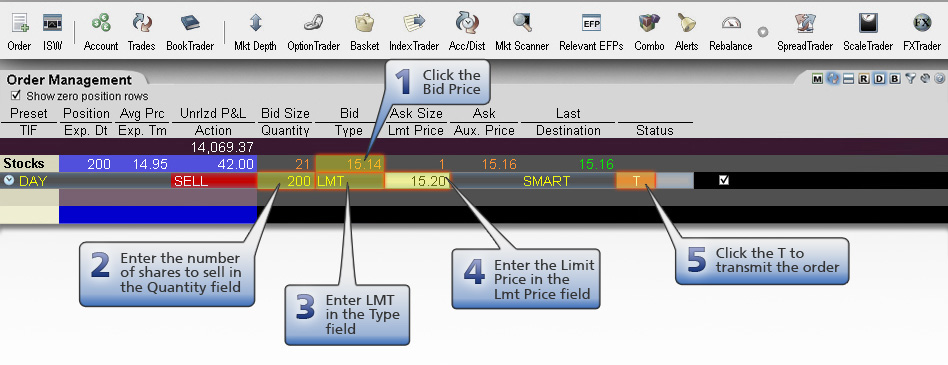 Order ISW Account Trades BookTrader Mkt Depth OptionTrader Basket IndexTrader Acc/Dist Mkt Scanner Relevant EFPs Combo Alerts Rebalance SpreadTrader ScaleTrader FXTrader
EFP
FX
Order Management
M R D B
Show zero position rows
1 Click the
Bid Price
Preset Position Avg Prc Unrlzd P&L Bid Size Bid Ask Size Ask Last
TIF Exp. Dt Exp. Tm Action Quantity Type Lmt Price Aux. Price Destination Status
14,069.37
Stocks 200 14.95 42.00 21 15.14 1 15.16 15.16
DAY SELL 200 LMT 15.20 SMART T
2 Enter the number
of shares to sell in
the Quantity field
3 Enter LMT
in the Type
field
4 Enter the Limit
Price in the
Lmt Price field
5 Click the T to
transmit the order